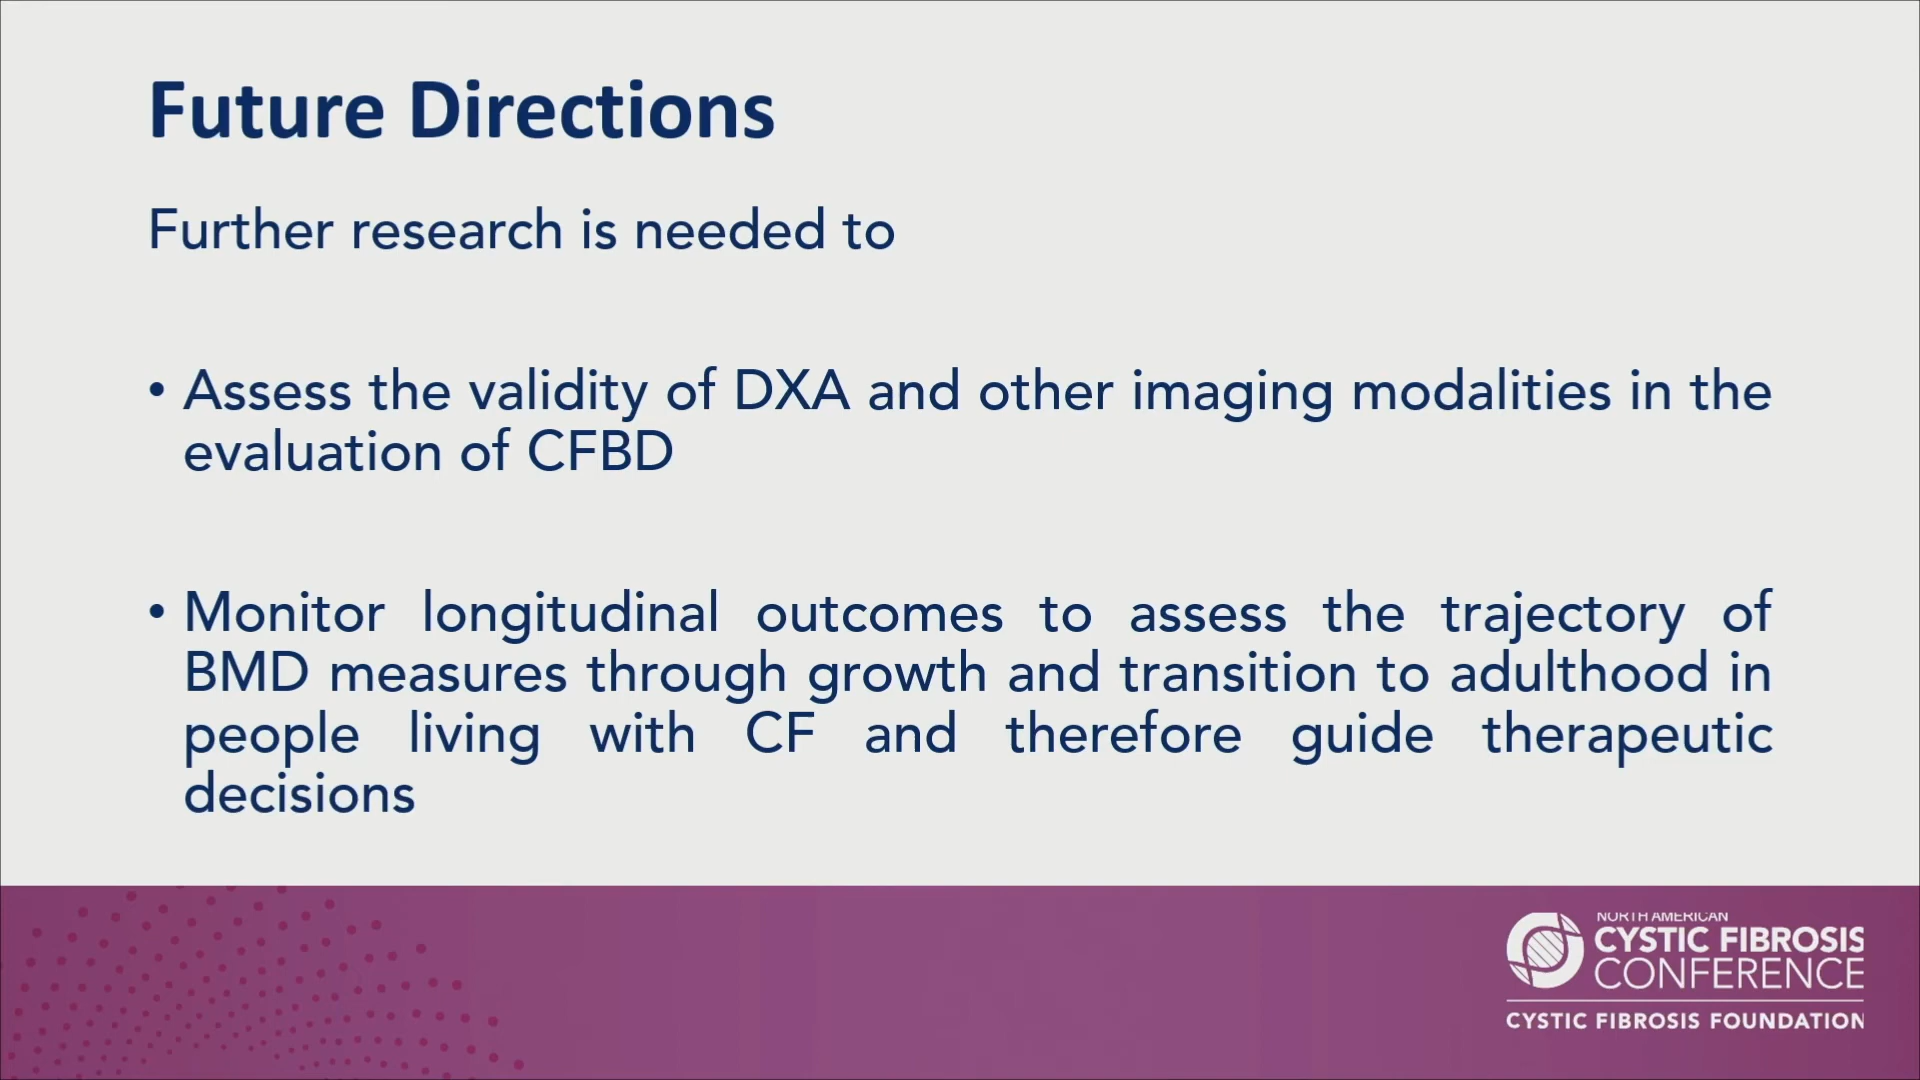 Future Directions
Further research is needed to
• Assess the validity of DXA and other imaging modalities in the
evaluation of CFBD
• Monitor longitudinal outcomes to assess the trajectory of
BMD measures through growth and transition to adulthood in
people living with CF and therefore guide therapeutic
decisions
NORTH AMERICAN
CYSTIC FIBROSIS
CONFERENCE
CYSTIC FIBROSIS FOUNDATION